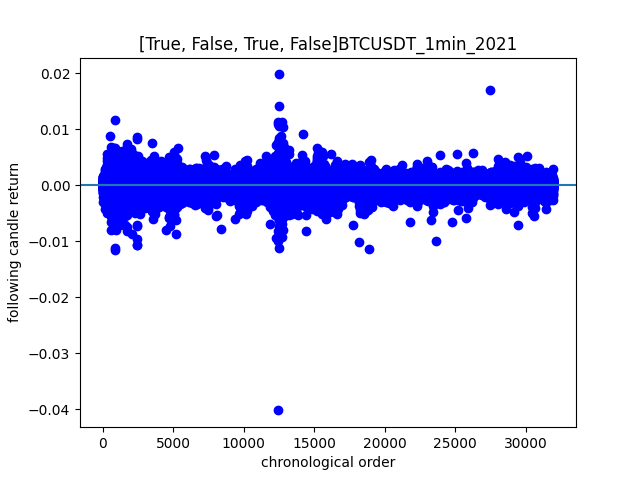 [True, False, True, False]BTCUSDT_1min_2021
0.02
0.01
0.00
−0.01
−0.02
−0.03
−0.04
following candle return
0 5000 10000 15000 20000 25000 30000
chronological order